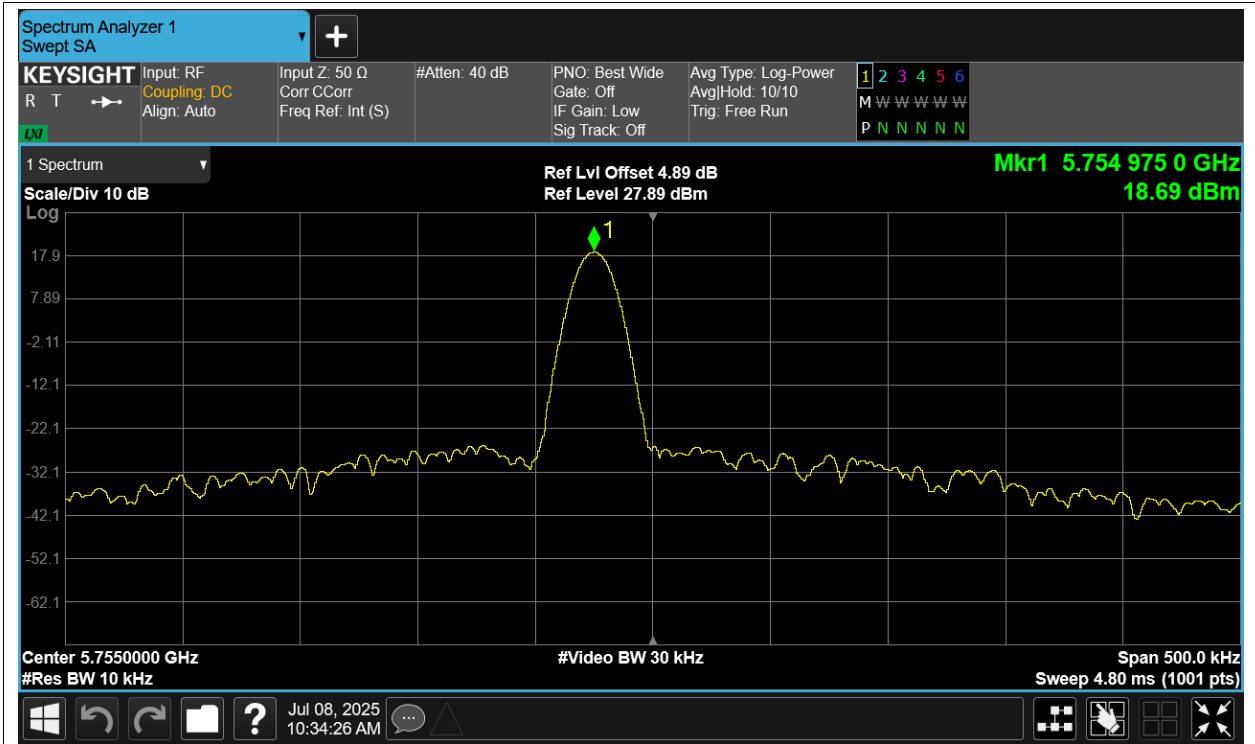 Spectrum Analyzer 1
Swept SA
+
KEYSIGHT
R T
LXI
Input: RF
Coupling: DC
Align: Auto
Input Z: 50 Ω
Corr CCorr
Freq Ref: Int (S)
#Atten: 40 dB
PNO: Best Wide
Gate: Off
IF Gain: Low
Sig Track: Off
Avg Type: Log-Power
Avg|Hold: 10/10
Trig: Free Run
1 2 3 4 5 6
M W W W W W
P N N N N N
1 Spectrum
Scale/Div 10 dB
Log
Ref Lvl Offset 4.89 dB
Ref Level 27.89 dBm
Mkr1 5.754 975 0 GHz
18.69 dBm
1
17.9
7.89
-2.11
-12.1
-22.1
-32.1
-42.1
-52.1
-62.1
Center 5.7550000 GHz
#Res BW 10 kHz
#Video BW 30 kHz
Span 500.0 kHz
Sweep 4.80 ms (1001 pts)
?
Jul 08, 2025
10:34:26 AM